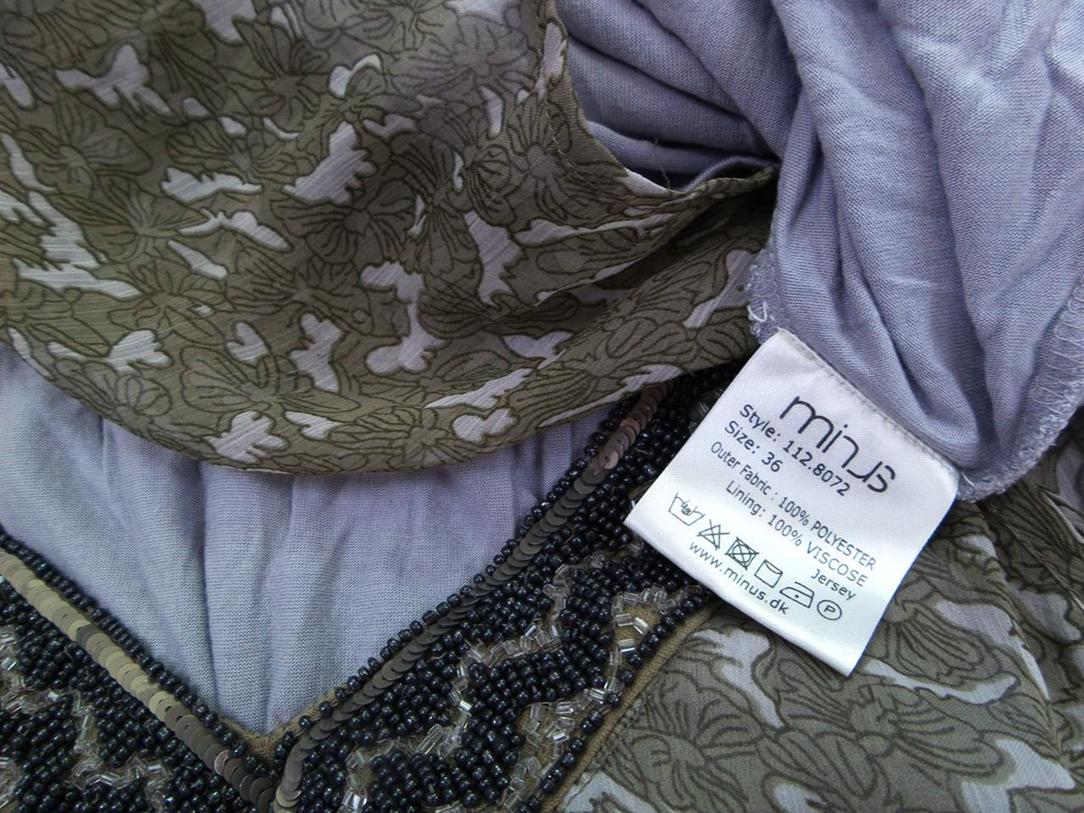 minus
Style: 112.8072
Size: 36
Outer Fabric : 100% POLYESTER
Lining: 100% VISCOSE
Jersey
P
www.minus.dk